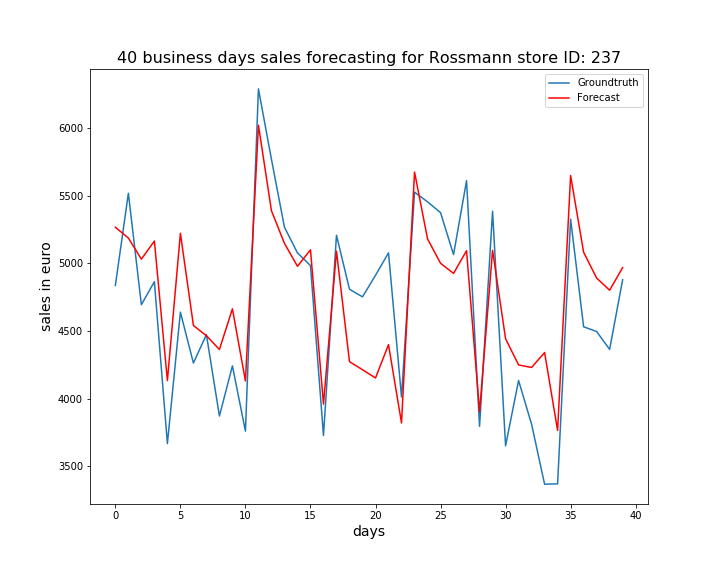 40 business days sales forecasting for Rossmann store ID: 237
Groundtruth
Forecast
6000
5500
5000
4500
4000
3500
sales in euro
0 5 10 15 20 25 30 35 40
days